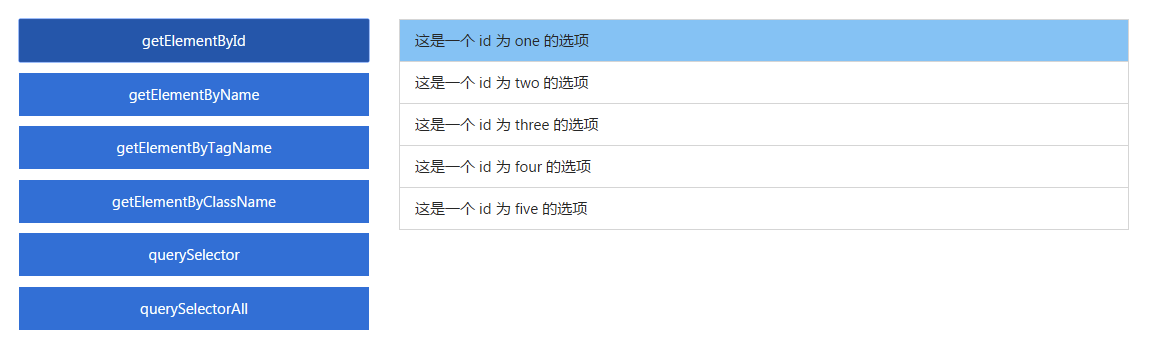 getElementById
getElementByName
getElementByTagName
getElementByClassName
querySelector
querySelectorAll
这是一个 id 为 one 的选项
这是一个 id 为 two 的选项
这是一个 id 为 three 的选项
这是一个 id 为 four 的选项
这是一个 id 为 five 的选项